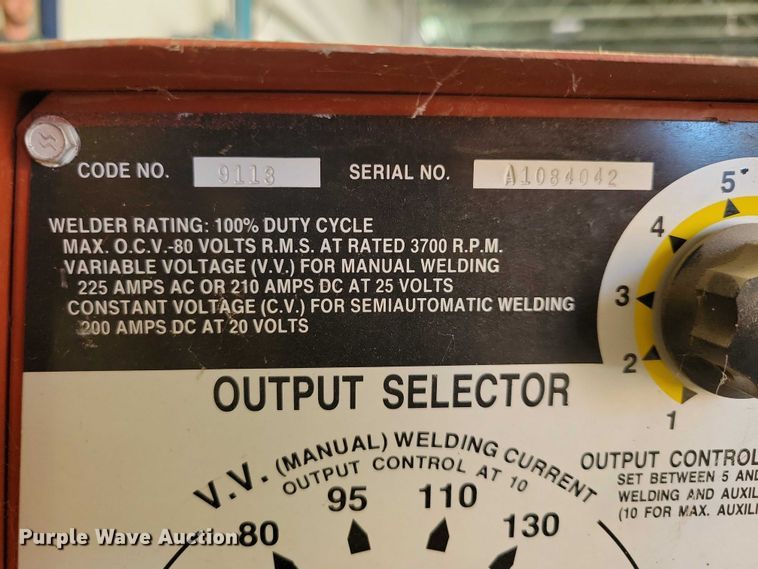 CODE NO. 9113 SERIAL NO. A1084042
WELDER RATING: 100% DUTY CYCLE
MAX. O.C.V.-80 VOLTS R.M.S. AT RATED 3700 R.P.M.
VARIABLE VOLTAGE (V.V.) FOR MANUAL WELDING
225 AMPS AC OR 210 AMPS DC AT 25 VOLTS
CONSTANT VOLTAGE (C.V.) FOR SEMIAUTOMATIC WELDING
200 AMPS DC AT 20 VOLTS
5
4
3
2
1
OUTPUT SELECTOR
V.V. (MANUAL) WELDING CURRENT
OUTPUT CONTROL AT 10
80 95 110 130
OUTPUT CONTROL
SET BETWEEN 5 AND
WELDING AND AUXIL
(10 FOR MAX. AUXILI
Purple Wave Auction